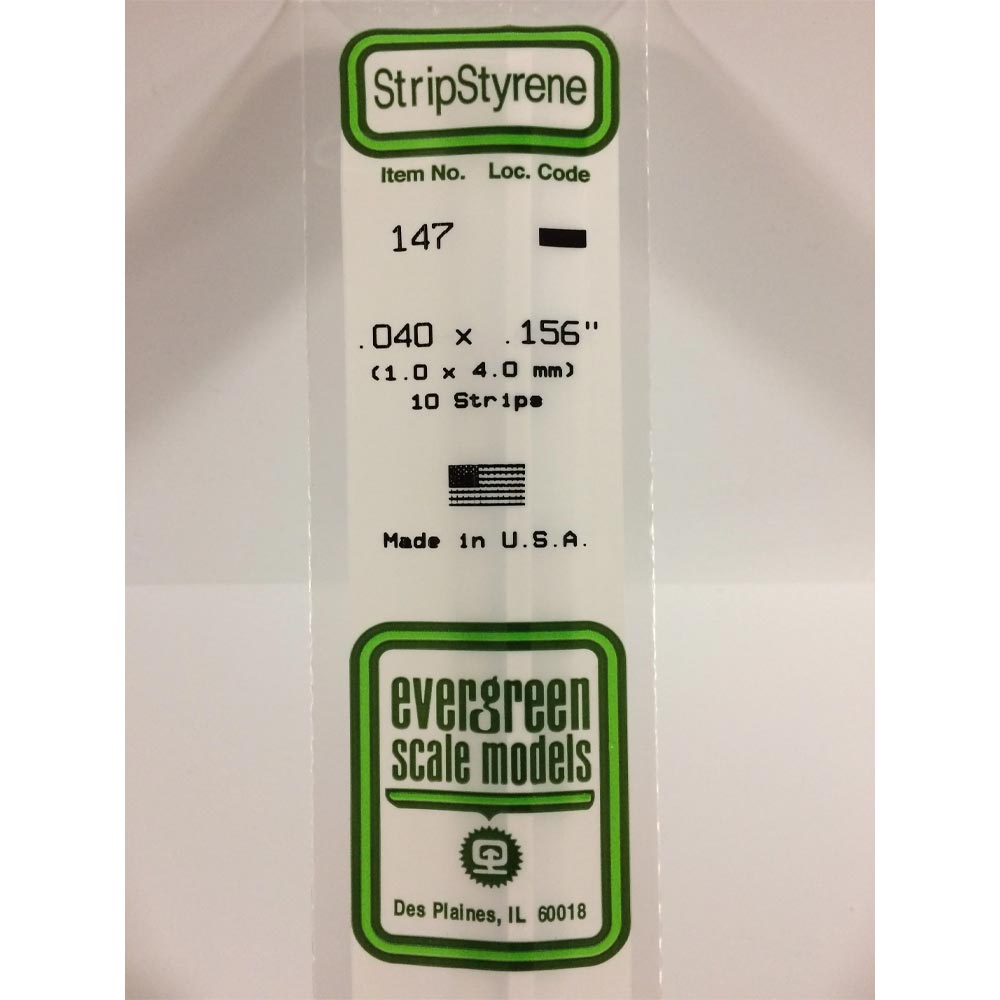 StripStyrene
Item No. Loc. Code
147
.040 x .156"
(1.0 x 4.0 mm)
10 Strips
Made in U.S.A.
evergreen
scale models
Des Plaines, IL 60018